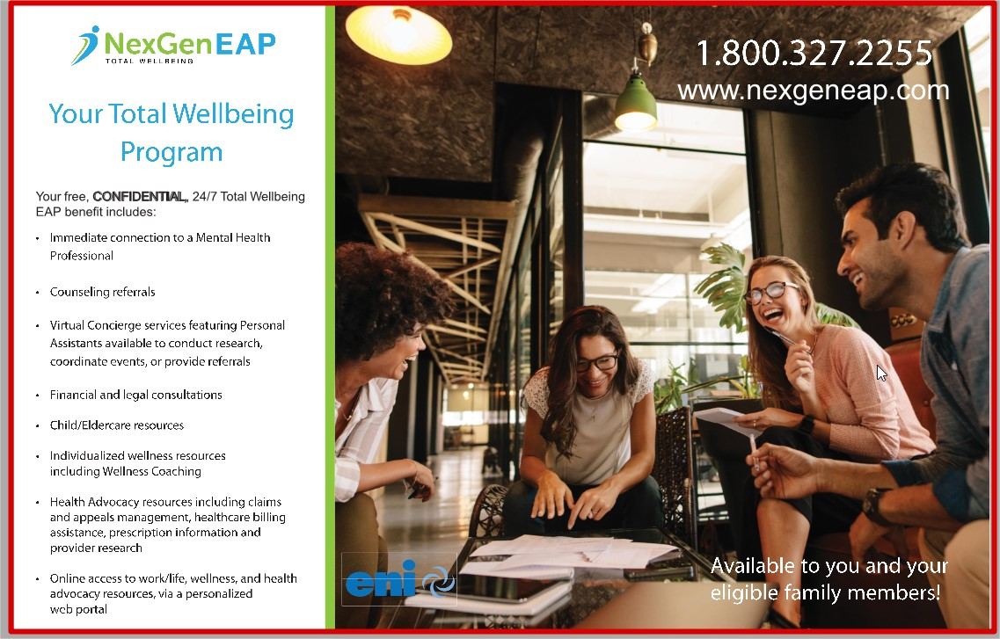 NexGen EAP
TOTAL WELLBEING
Your Total Wellbeing
Program
Your free, CONFIDENTIAL, 24/7 Total Wellbeing
EAP benefit includes:
• Immediate connection to a Mental Health
Professional
• Counseling referrals
• Virtual Concierge services featuring Personal
Assistants available to conduct research,
coordinate events, or provide referrals
• Financial and legal consultations
• Child/Eldercare resources
• Individualized wellness resources
including Wellness Coaching
• Health Advocacy resources including claims
and appeals management, healthcare billing
assistance, prescription information and
provider research
• Online access to work/life, wellness, and health
advocacy resources, via a personalized
web portal
1.800.327.2255
www.nexgeneap.com
eni
Available to you and your
eligible family members!